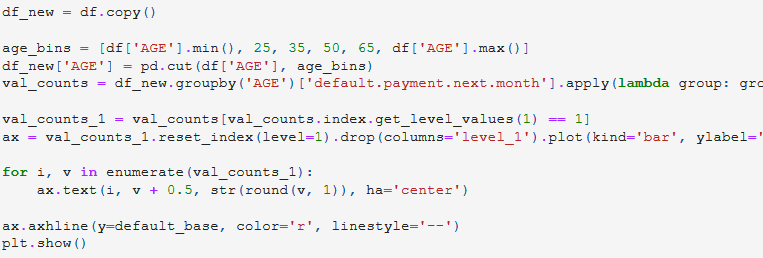 df_new = df.copy()
age_bins = [df['AGE'].min(), 25, 35, 50, 65, df['AGE'].max()]
df_new['AGE'] = pd.cut(df['AGE'], age_bins)
val_counts = df_new.groupby('AGE')['default.payment.next.month'].apply(lambda group: gro
val_counts_1 = val_counts[val_counts.index.get_level_values(1) == 1]
ax = val_counts_1.reset_index(level=1).drop(columns='level_1').plot(kind='bar', ylabel='
for i, v in enumerate(val_counts_1):
    ax.text(i, v + 0.5, str(round(v, 1)), ha='center')
ax.axhline(y=default_base, color='r', linestyle='--')
plt.show()